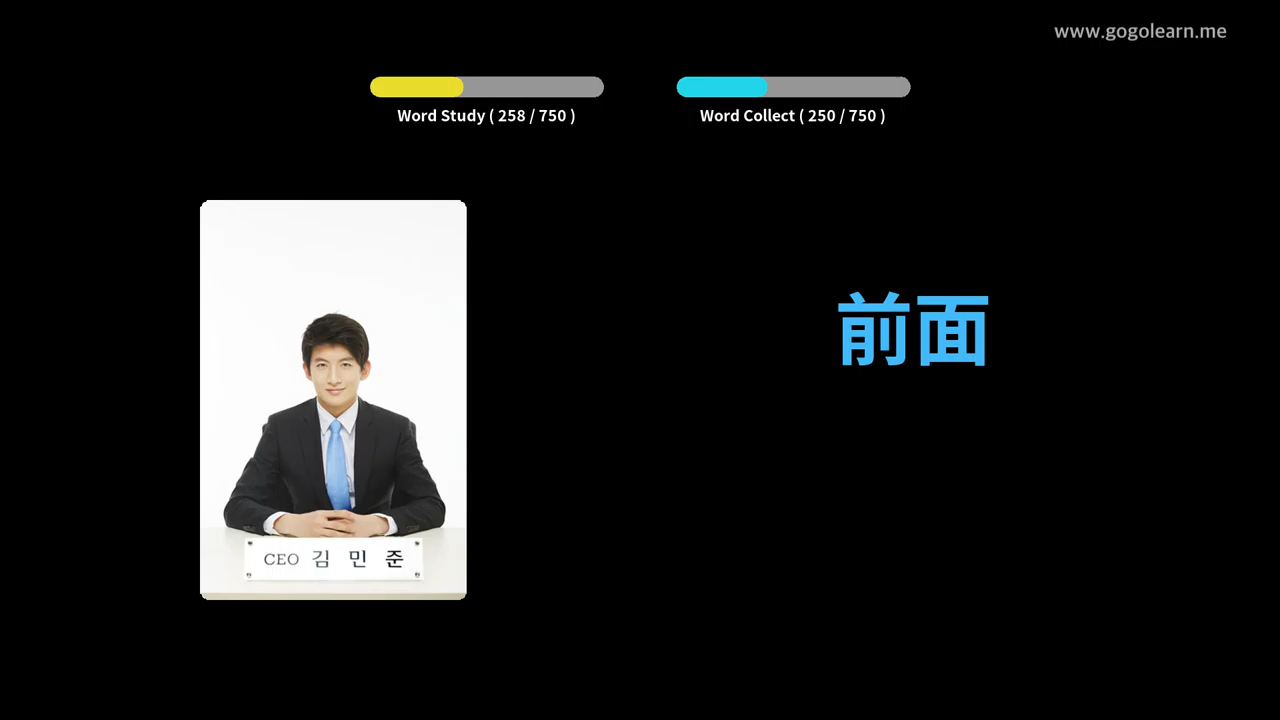 www.gogolearn.me
Word Study ( 258 / 750 )
Word Collect ( 250 / 750 )
前面
CEO 김 민 준